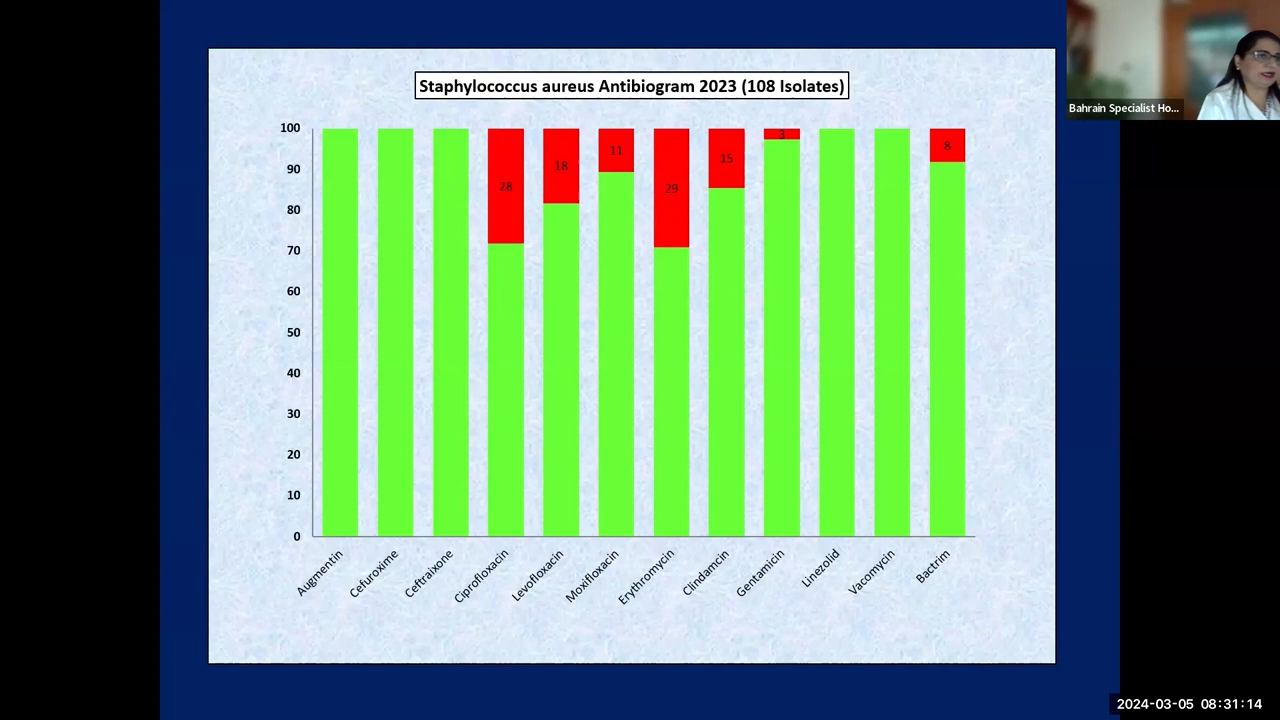 Staphylococcus aureus Antibiogram 2023 (108 Isolates)
Bahrain Specialist Ho...
100
90
80
70
60
50
40
30
20
10
0
28
18
11
29
15
3
8
Augmentin
Cefuroxime
Ceftraixone
Ciprofloxacin
Levofloxacin
Moxifloxacin
Erythromycin
Clindamcin
Gentamicin
Linezolid
Vacomycin
Bactrim
2024-03-05 08:31:14